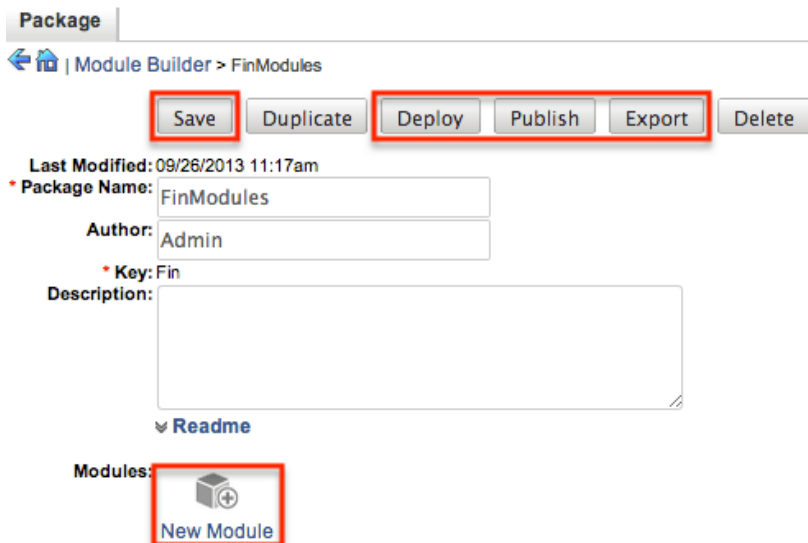 Package
| Module Builder > FinModules
Save Duplicate Deploy Publish Export Delete
Last Modified: 09/26/2013 11:17am
* Package Name: FinModules
Author: Admin
* Key: Fin
Description:
Readme
Modules:
New Module